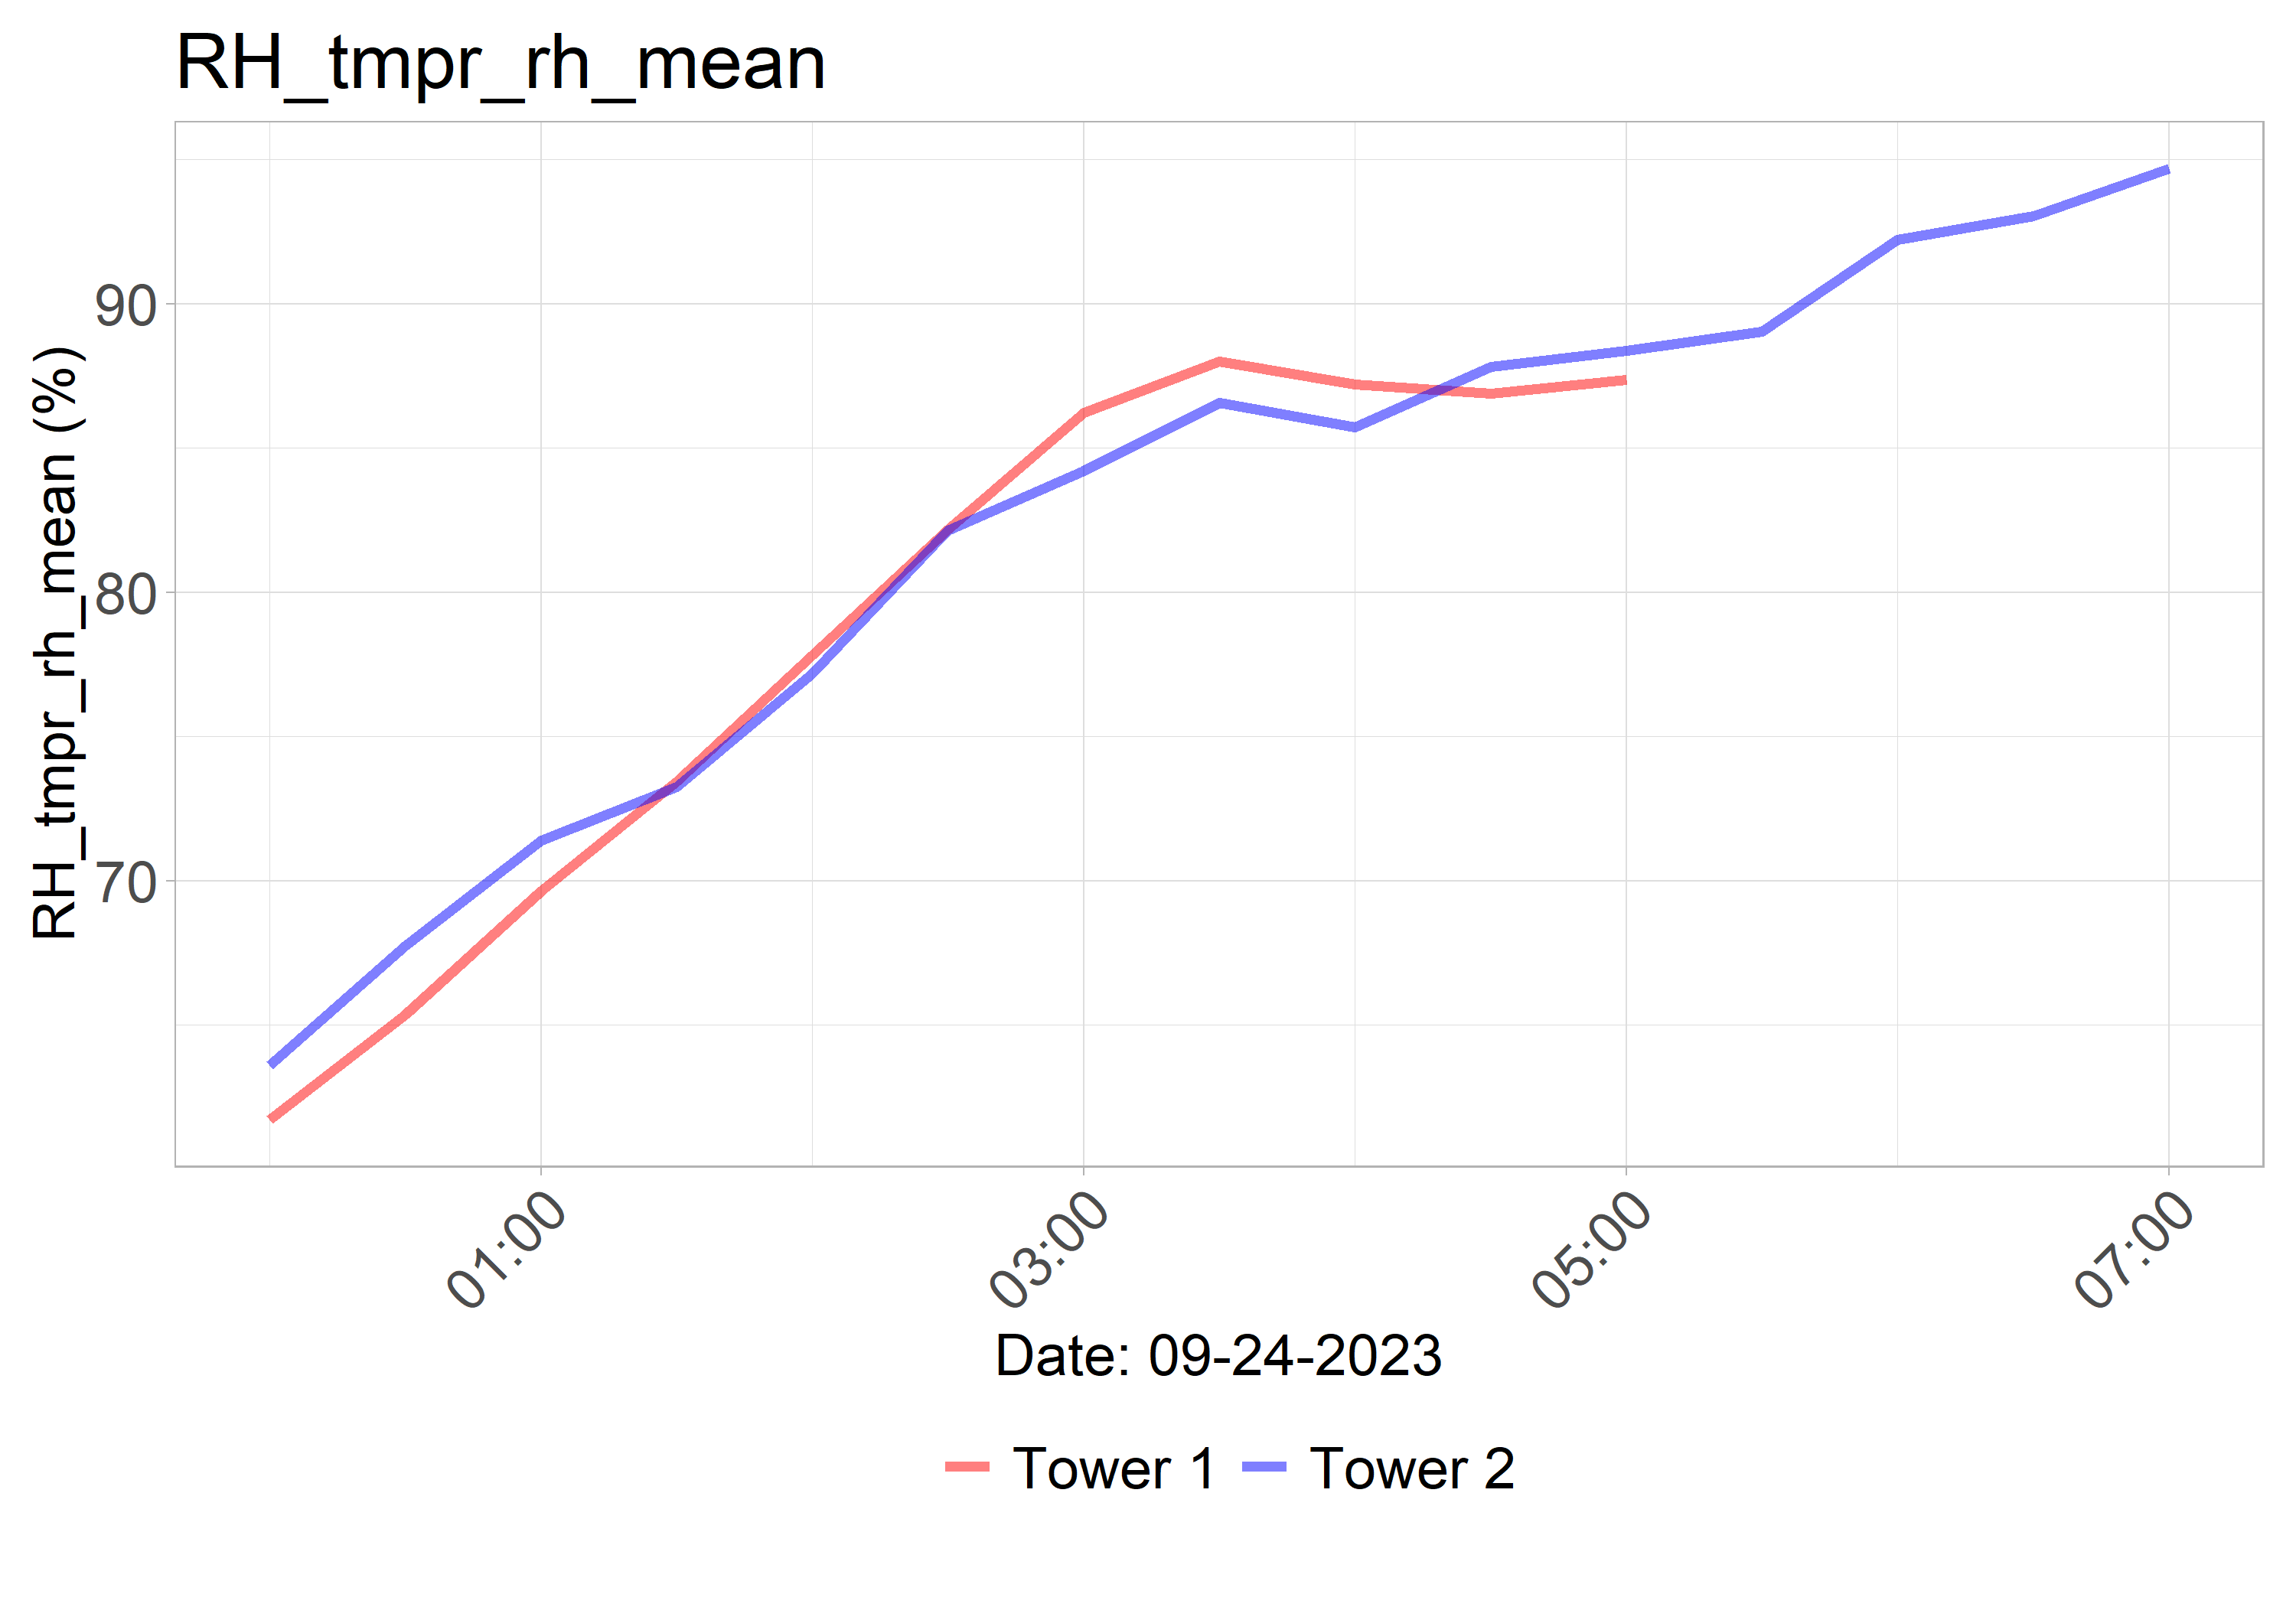 RH_tmpr_rh_mean
RH_tmpr_rh_mean (%)
90
80
70
01:00
03:00
05:00
07:00
Date: 09-24-2023
Tower 1
Tower 2